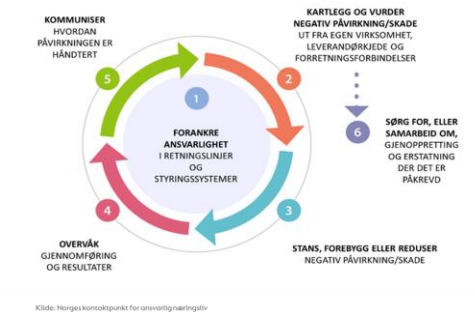 KOMMUNISER
HVORDAN
PÅVIRKNINGEN ER
HÅNDTERT
5
KARTLEGG OG VURDER
NEGATIV PÅVIRKNING/SKADE
UT FRA EGEN VIRKSOMHET,
LEVERANDØRKJEDE OG
FORRETNINGSFORBINDELSER
2
1
FORANKRE
ANSVARLIGHET
I RETNINGSLINJER
OG
STYRINGSSYSTEMER
6
SØRG FOR, ELLER
SAMARBEID OM,
GJENOPPRETTING
OG ERSTATNING
DER DET ER
PÅKREVD
4
OVERVÅK
GJENNOMFØRING
OG RESULTATER
3
STANS, FOREBYGG ELLER REDUSER
NEGATIV PÅVIRKNING/SKADE
Kilde: Norges kontaktpunkt for ansvarlig næringsliv